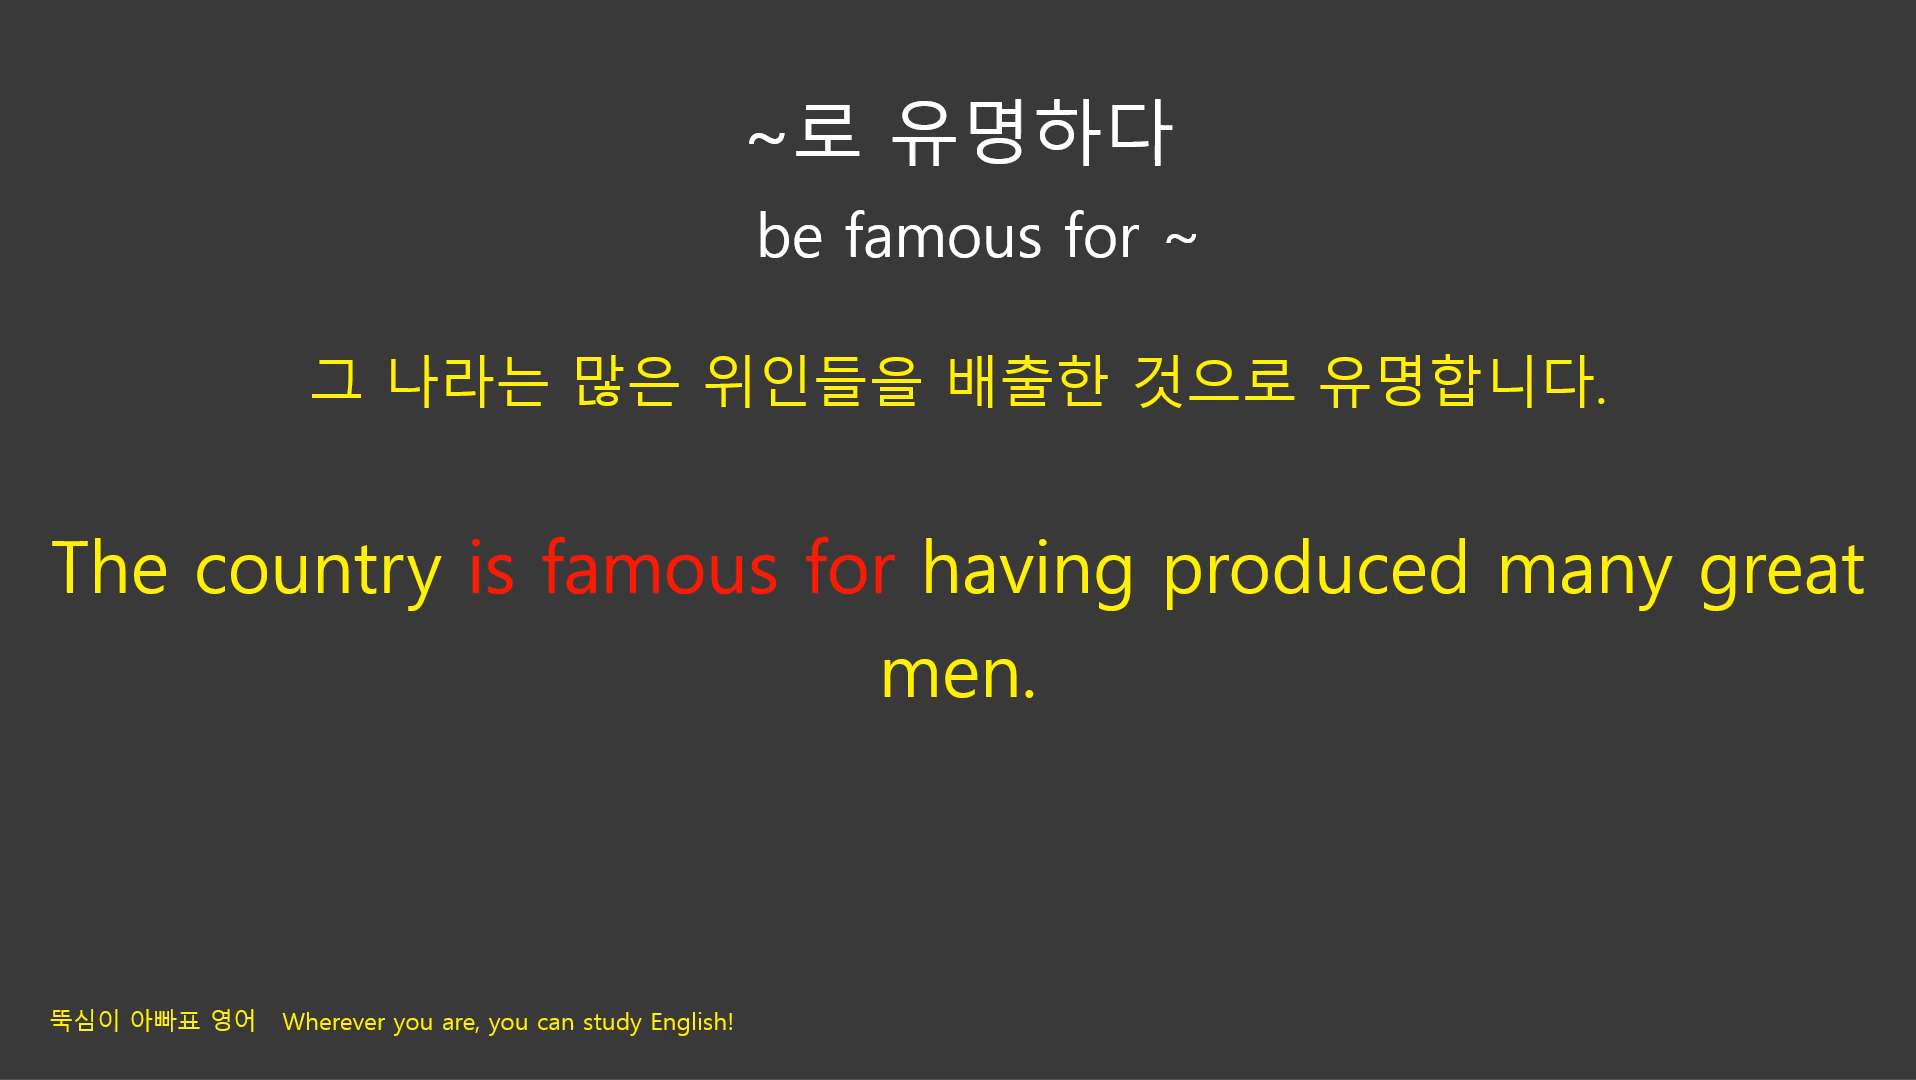 ~로 유명하다
be famous for ~
그 나라는 많은 위인들을 배출한 것으로 유명합니다.
The country is famous for having produced many great
men.
뚝심이 아빠표 영어 Wherever you are, you can study English!